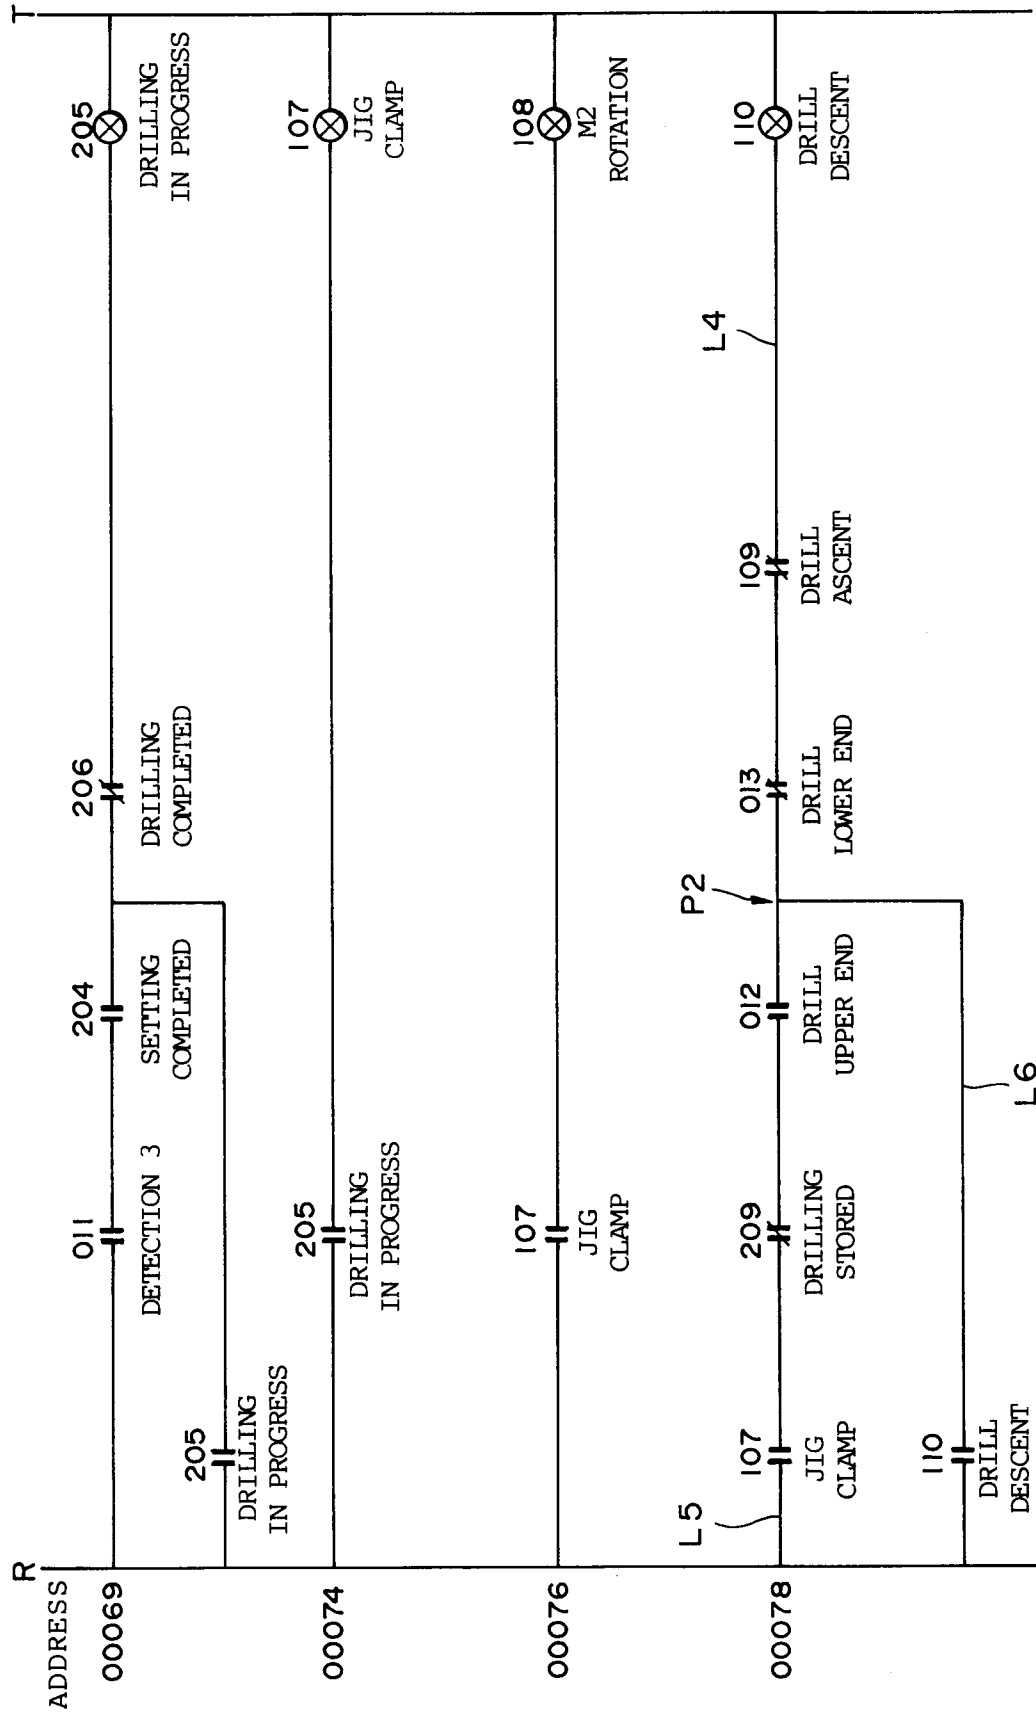 R
T
ADDRESS
00069
011
DETECTION 3
204
SETTING
COMPLETED
206
DRILLING
COMPLETED
205
DRILLING
IN PROGRESS
205
DRILLING
IN PROGRESS
00074
205
DRILLING
IN PROGRESS
107
JIG
CLAMP
00076
107
JIG
CLAMP
108
M2
ROTATION
00078
L5
107
JIG
CLAMP
209
DRILLING
STORED
012
DRILL
UPPER END
P2
013
DRILL
LOWER END
109
DRILL
ASCENT
L4
110
DRILL
DESCENT
110
DRILL
DESCENT
L6